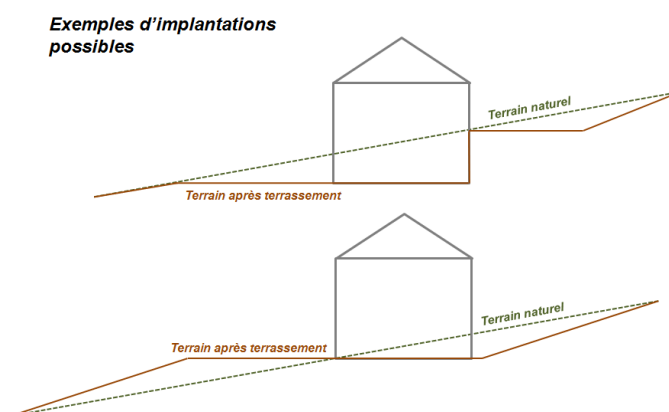 Exemples d’implantations
possibles
Terrain naturel
Terrain après terrassement
Terrain naturel
Terrain après terrassement